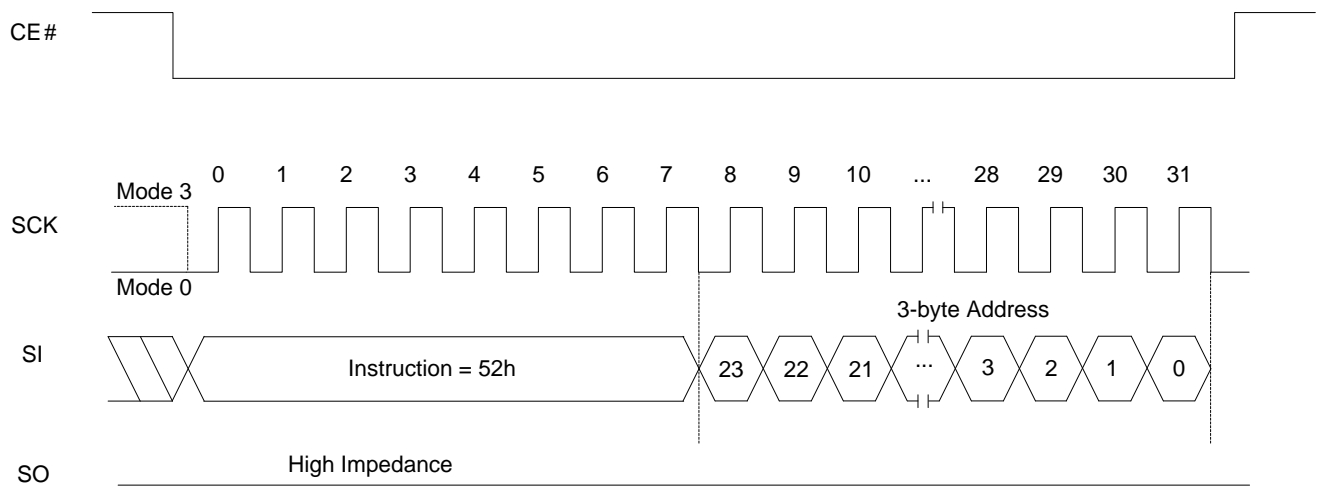 CE#
0 1 2 3 4 5 6 7 8 9 10 ... 28 29 30 31
Mode 3
SCK
Mode 0
3-byte Address
SI
Instruction = 52h
23 22 21 ... 3 2 1 0
High Impedance
SO